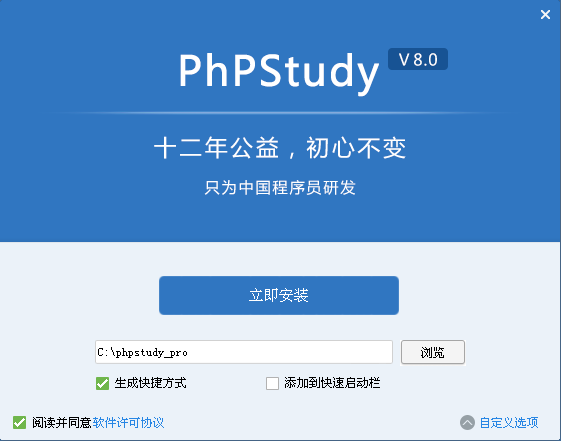 PhPStudy V 8.0
十二年公益，初心不变
只为中国程序员研发
立即安装
C:\phpstudy_pro 浏览
生成快捷方式 添加到快速启动栏
阅读并同意软件许可协议 自定义选项